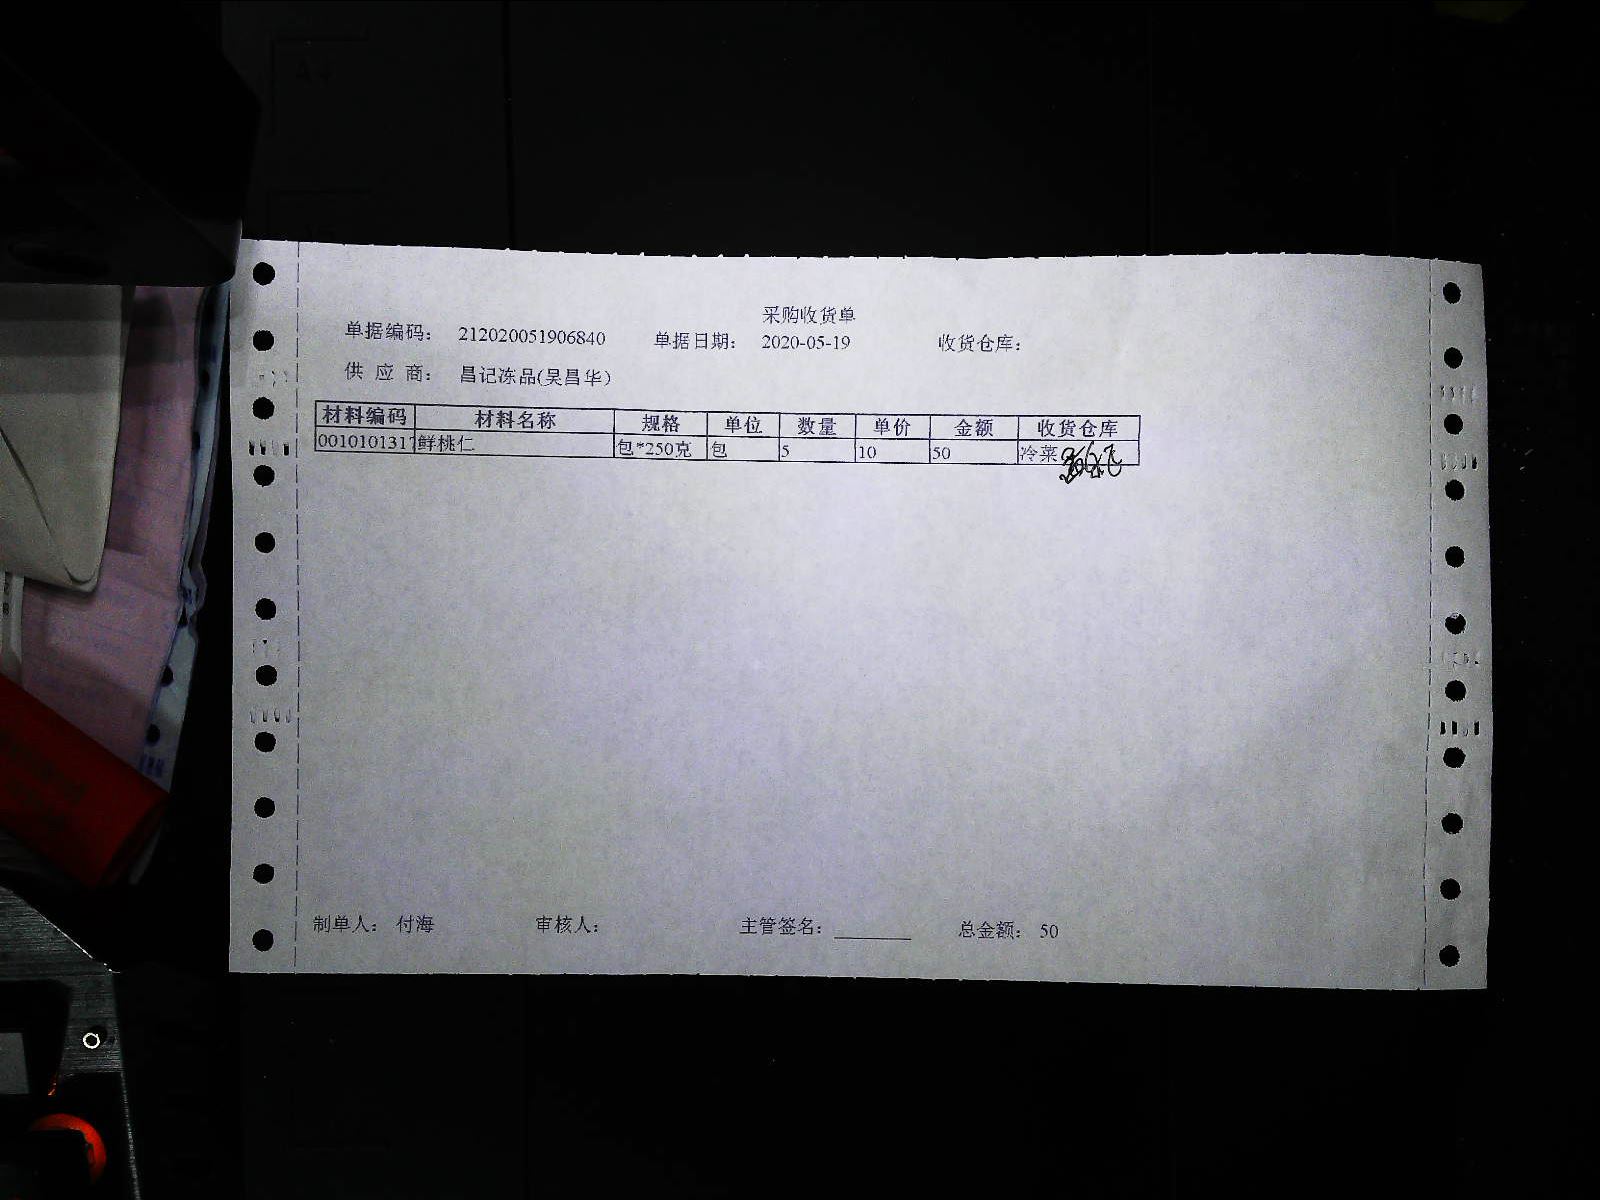 采购收货单
单据编码： 212020051906840 单据日期： 2020-05-19 收货仓库：
供 应 商： 昌记冻品(吴昌华）
材料编码 材料名称 规格 单位 数量 单价 金额 收货仓库
0010101317 鲜桃仁 包*250克 包 5 10 50 冷菜
制单人： 付海 审核人： 主管签名： 总金额： 50